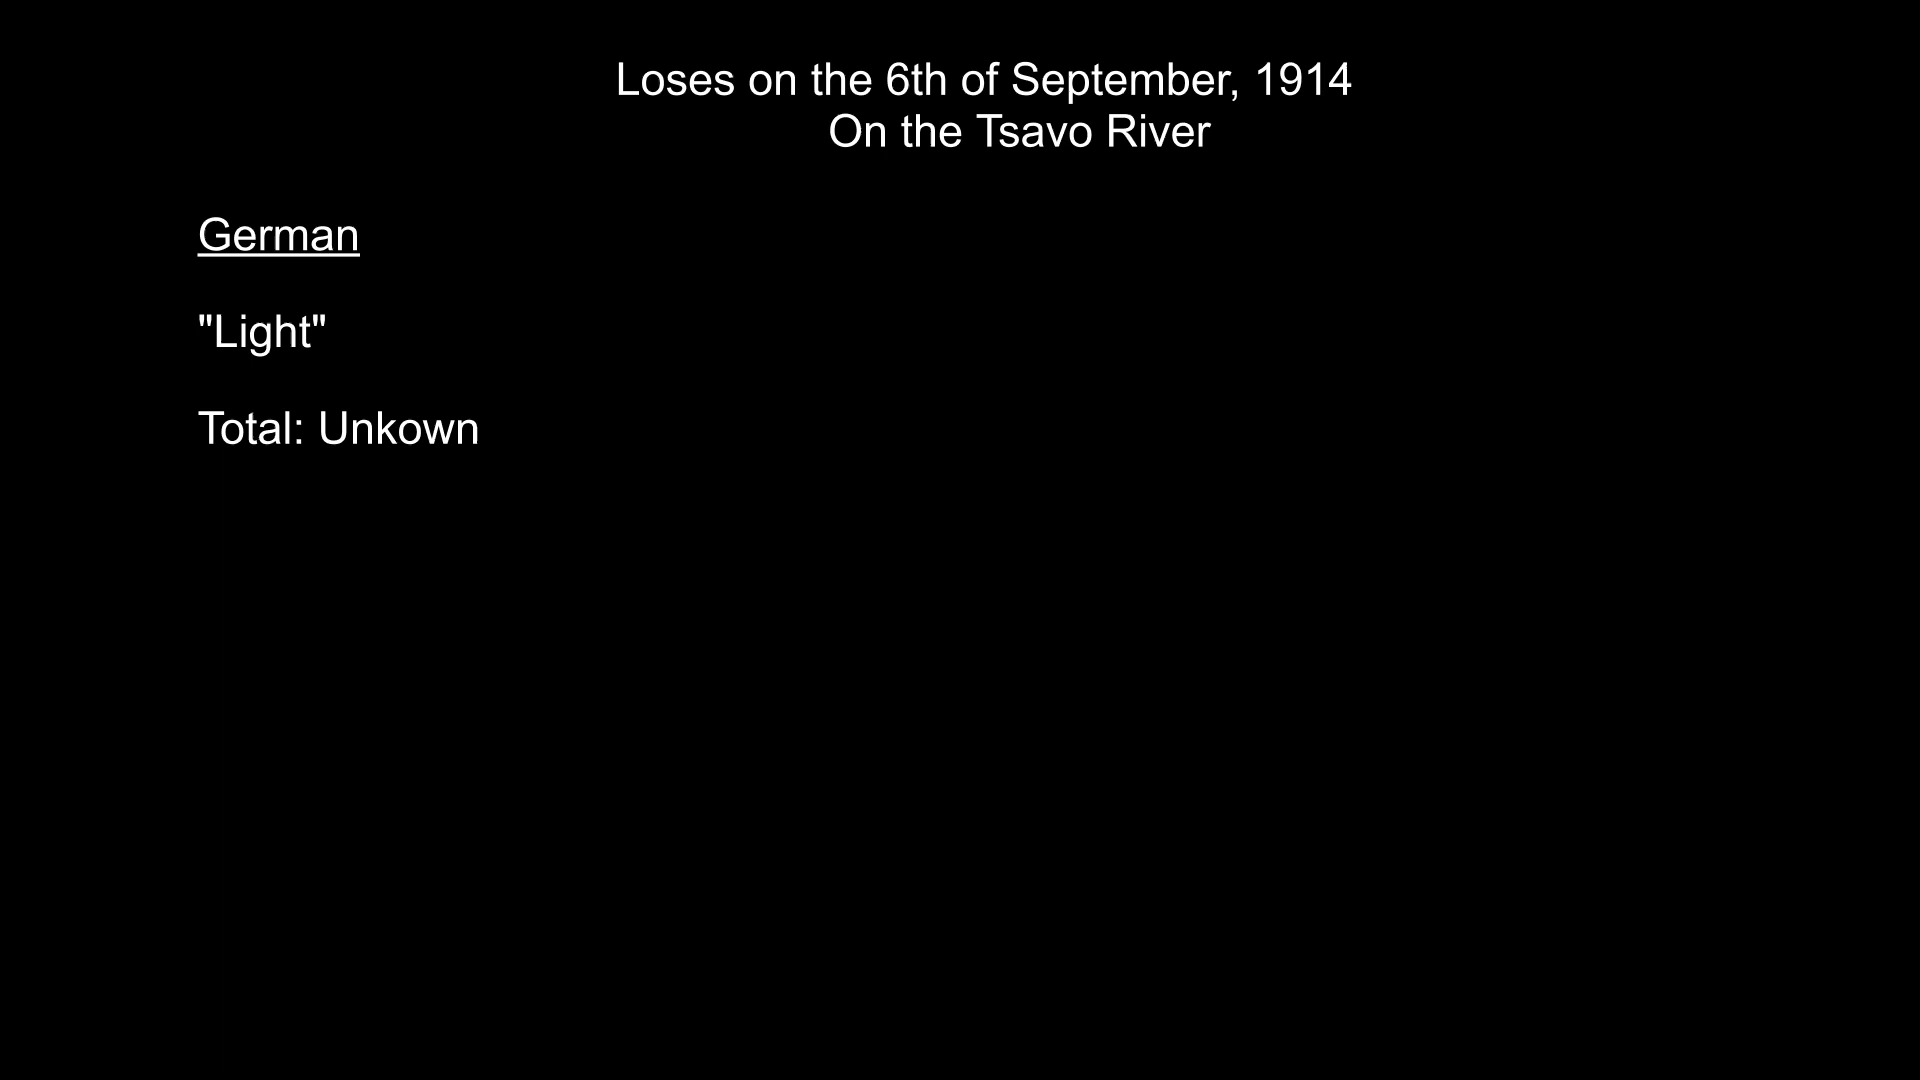 Loses on the 6th of September, 1914
On the Tsavo River
German
"Light"
Total: Unkown